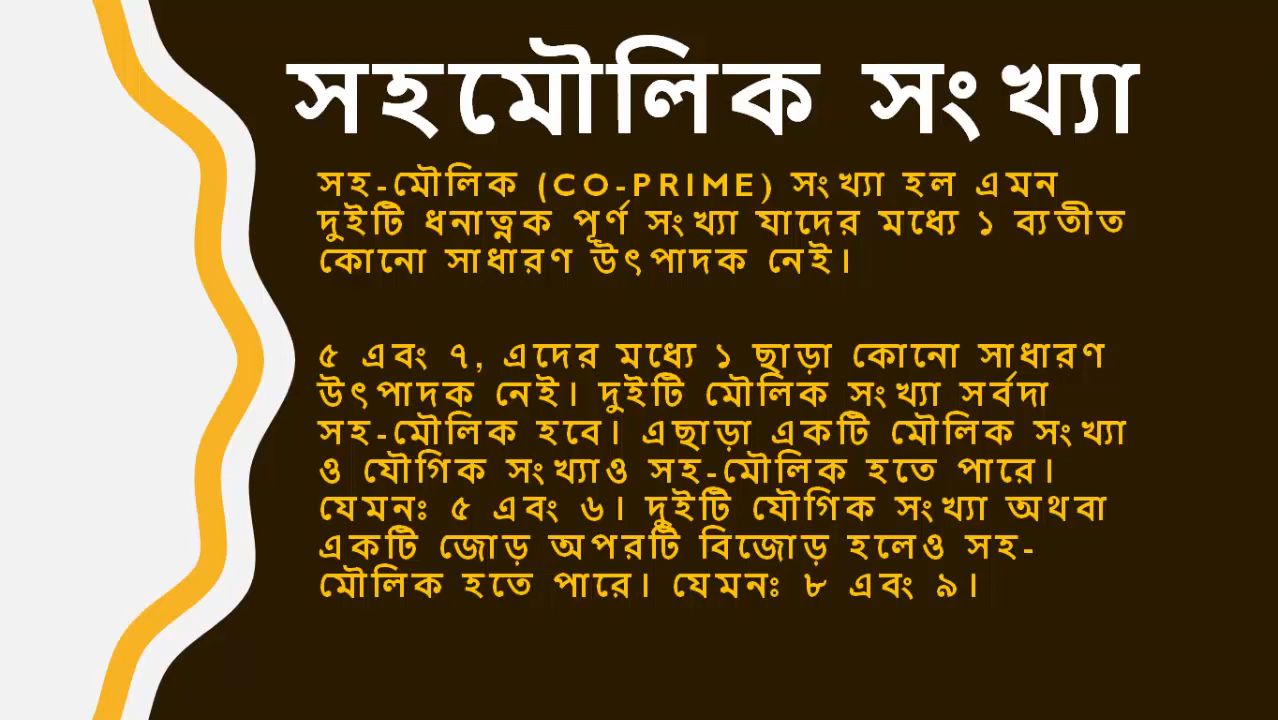 সহমৌলিক সংখ্যা
সহ-মৌলিক (CO-PRIME) সংখ্যা হল এমন
দুইটি ধনাত্নক পূর্ণ সংখ্যা যাদের মধ্যে ১ ব্যতীত
কোনো সাধারণ উৎপাদক নেই।
৫ এবং ৭, এদের মধ্যে ১ ছাড়া কোনো সাধারণ
উৎপাদক নেই। দুইটি মৌলিক সংখ্যা সর্বদা
সহ-মৌলিক হবে। এছাড়া একটি মৌলিক সংখ্যা
ও যৌগিক সংখ্যাও সহ-মৌলিক হতে পারে।
যেমনঃ ৫ এবং ৬। দুইটি যৌগিক সংখ্যা অথবা
একটি জোড় অপরটি বিজোড় হলেও সহ-
মৌলিক হতে পারে। যেমনঃ ৮ এবং ৯।